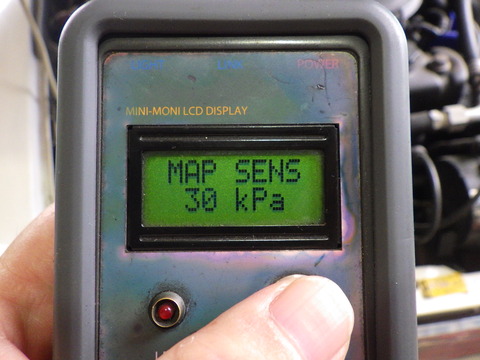 POWER
MINI-MONI LCD DISPLAY
MAP SENS
30 kPa